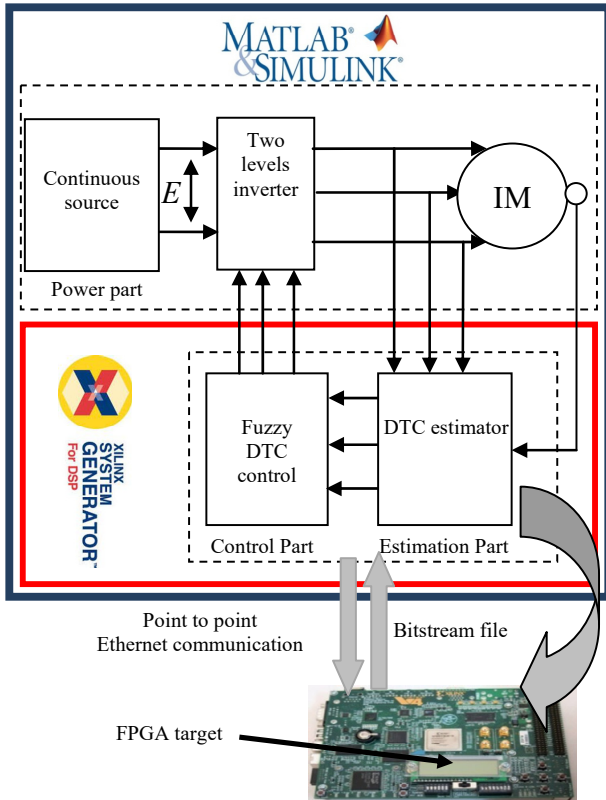 MATLAB®
&SIMULINK®
Continuous
source
E
Two
levels
inverter
IM
Power part
XILINX
SYSTEM
GENERATOR™
For DSP
Fuzzy
DTC
control
DTC estimator
Control Part
Estimation Part
Point to point
Ethernet communication
Bitstream file
FPGA target